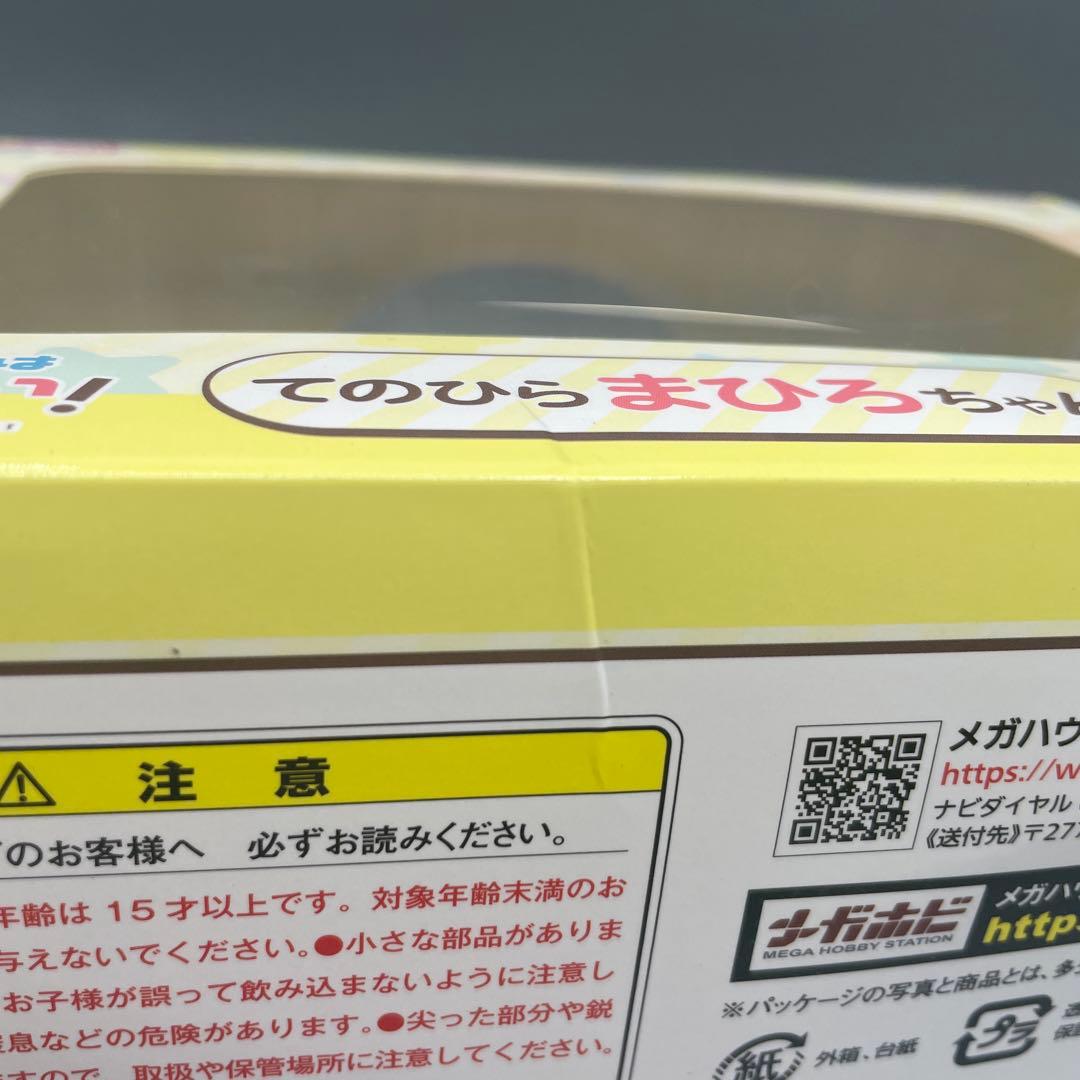 てのひらまひろちゃ
注 意
のお客様へ 必ずお読みください。
年齢は15才以上です。対象年齢末満のお
与えないでください。●小さな部品がありま
お子様が誤って飲み込まないように注意し
息などの危険があります。●尖った部分や鋭
ますので、取扱や保管場所に注意してください。
メガハウ
https://w
ナビダイヤル
《送付先》〒27
メガホビ
MEGA HOBBY STATION
メガハウ
http
※パッケージの写真と商品とは、多
紙
外箱、台紙
プラ